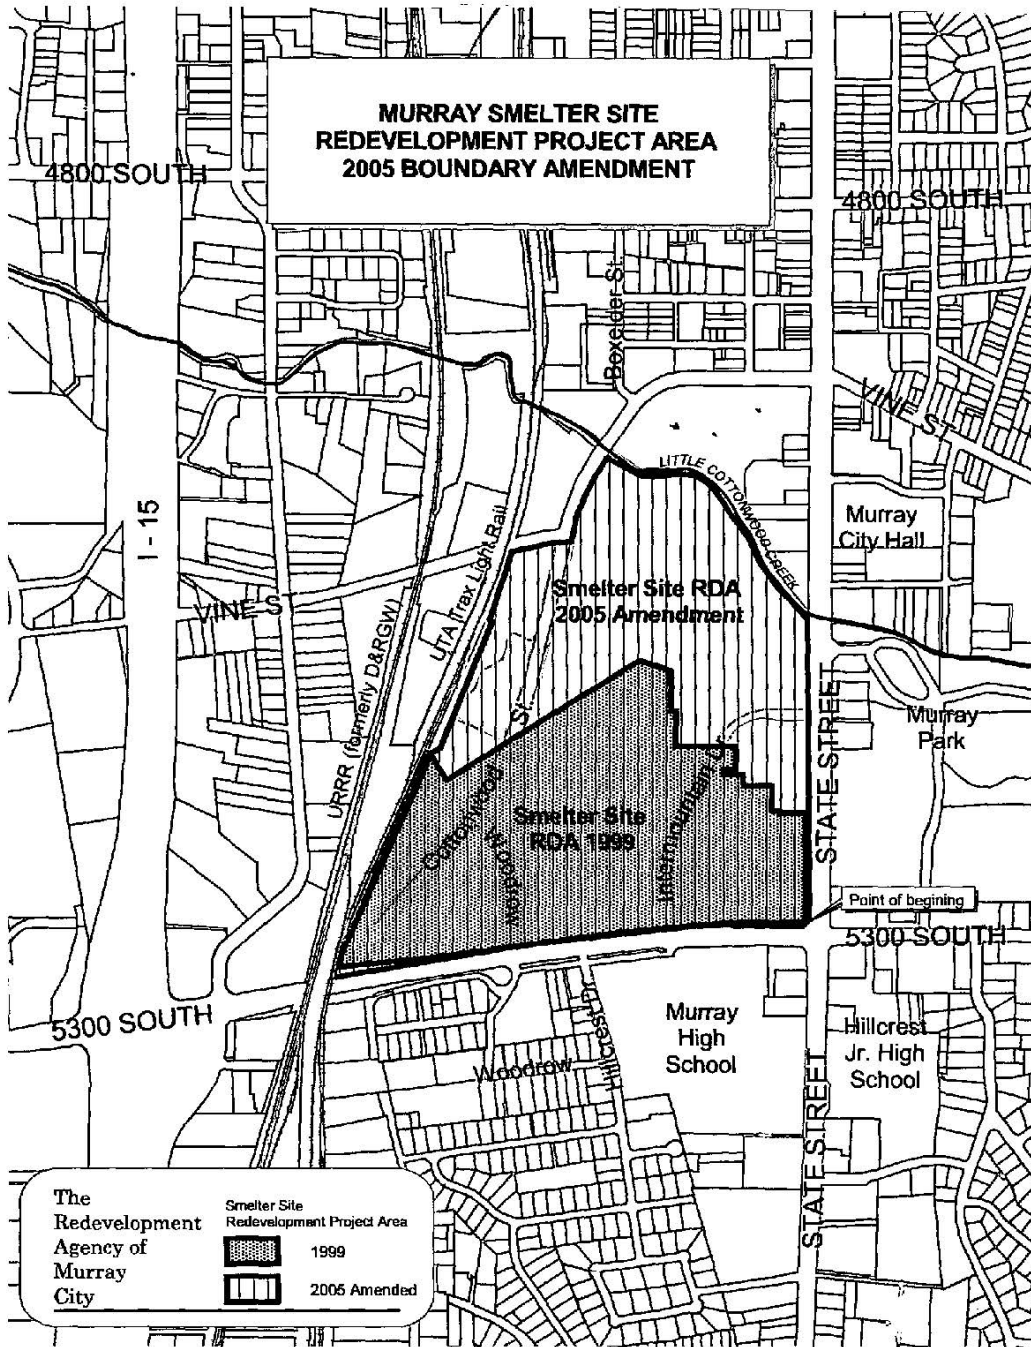 MURRAY SMELTER SITE
REDEVELOPMENT PROJECT AREA
2005 BOUNDARY AMENDMENT
4800 SOUTH
4800 SOUTH
Boxelder St.
VINE ST
LITTLE COTTONWOOD CREEK
I-15
Murray
City Hall
UTA Trax Light Rail
Smelter Site RDA
2005 Amendment
VINE ST
URRR (formerly D&RGW)
Cottonwood St.
Murray
Park
STATE STREET
Intermountain Dr
Smelter Site
RDA 1999
Woodrow St
Point of begining
5300 SOUTH
5300 SOUTH
Murray
High
School
Hillcrest
Jr. High
School
Hillcrest Dr.
Woodrow
STATE STREET
The
Redevelopment
Agency of
Murray
City
Smelter Site
Redevelopment Project Area
1999
2005 Amended